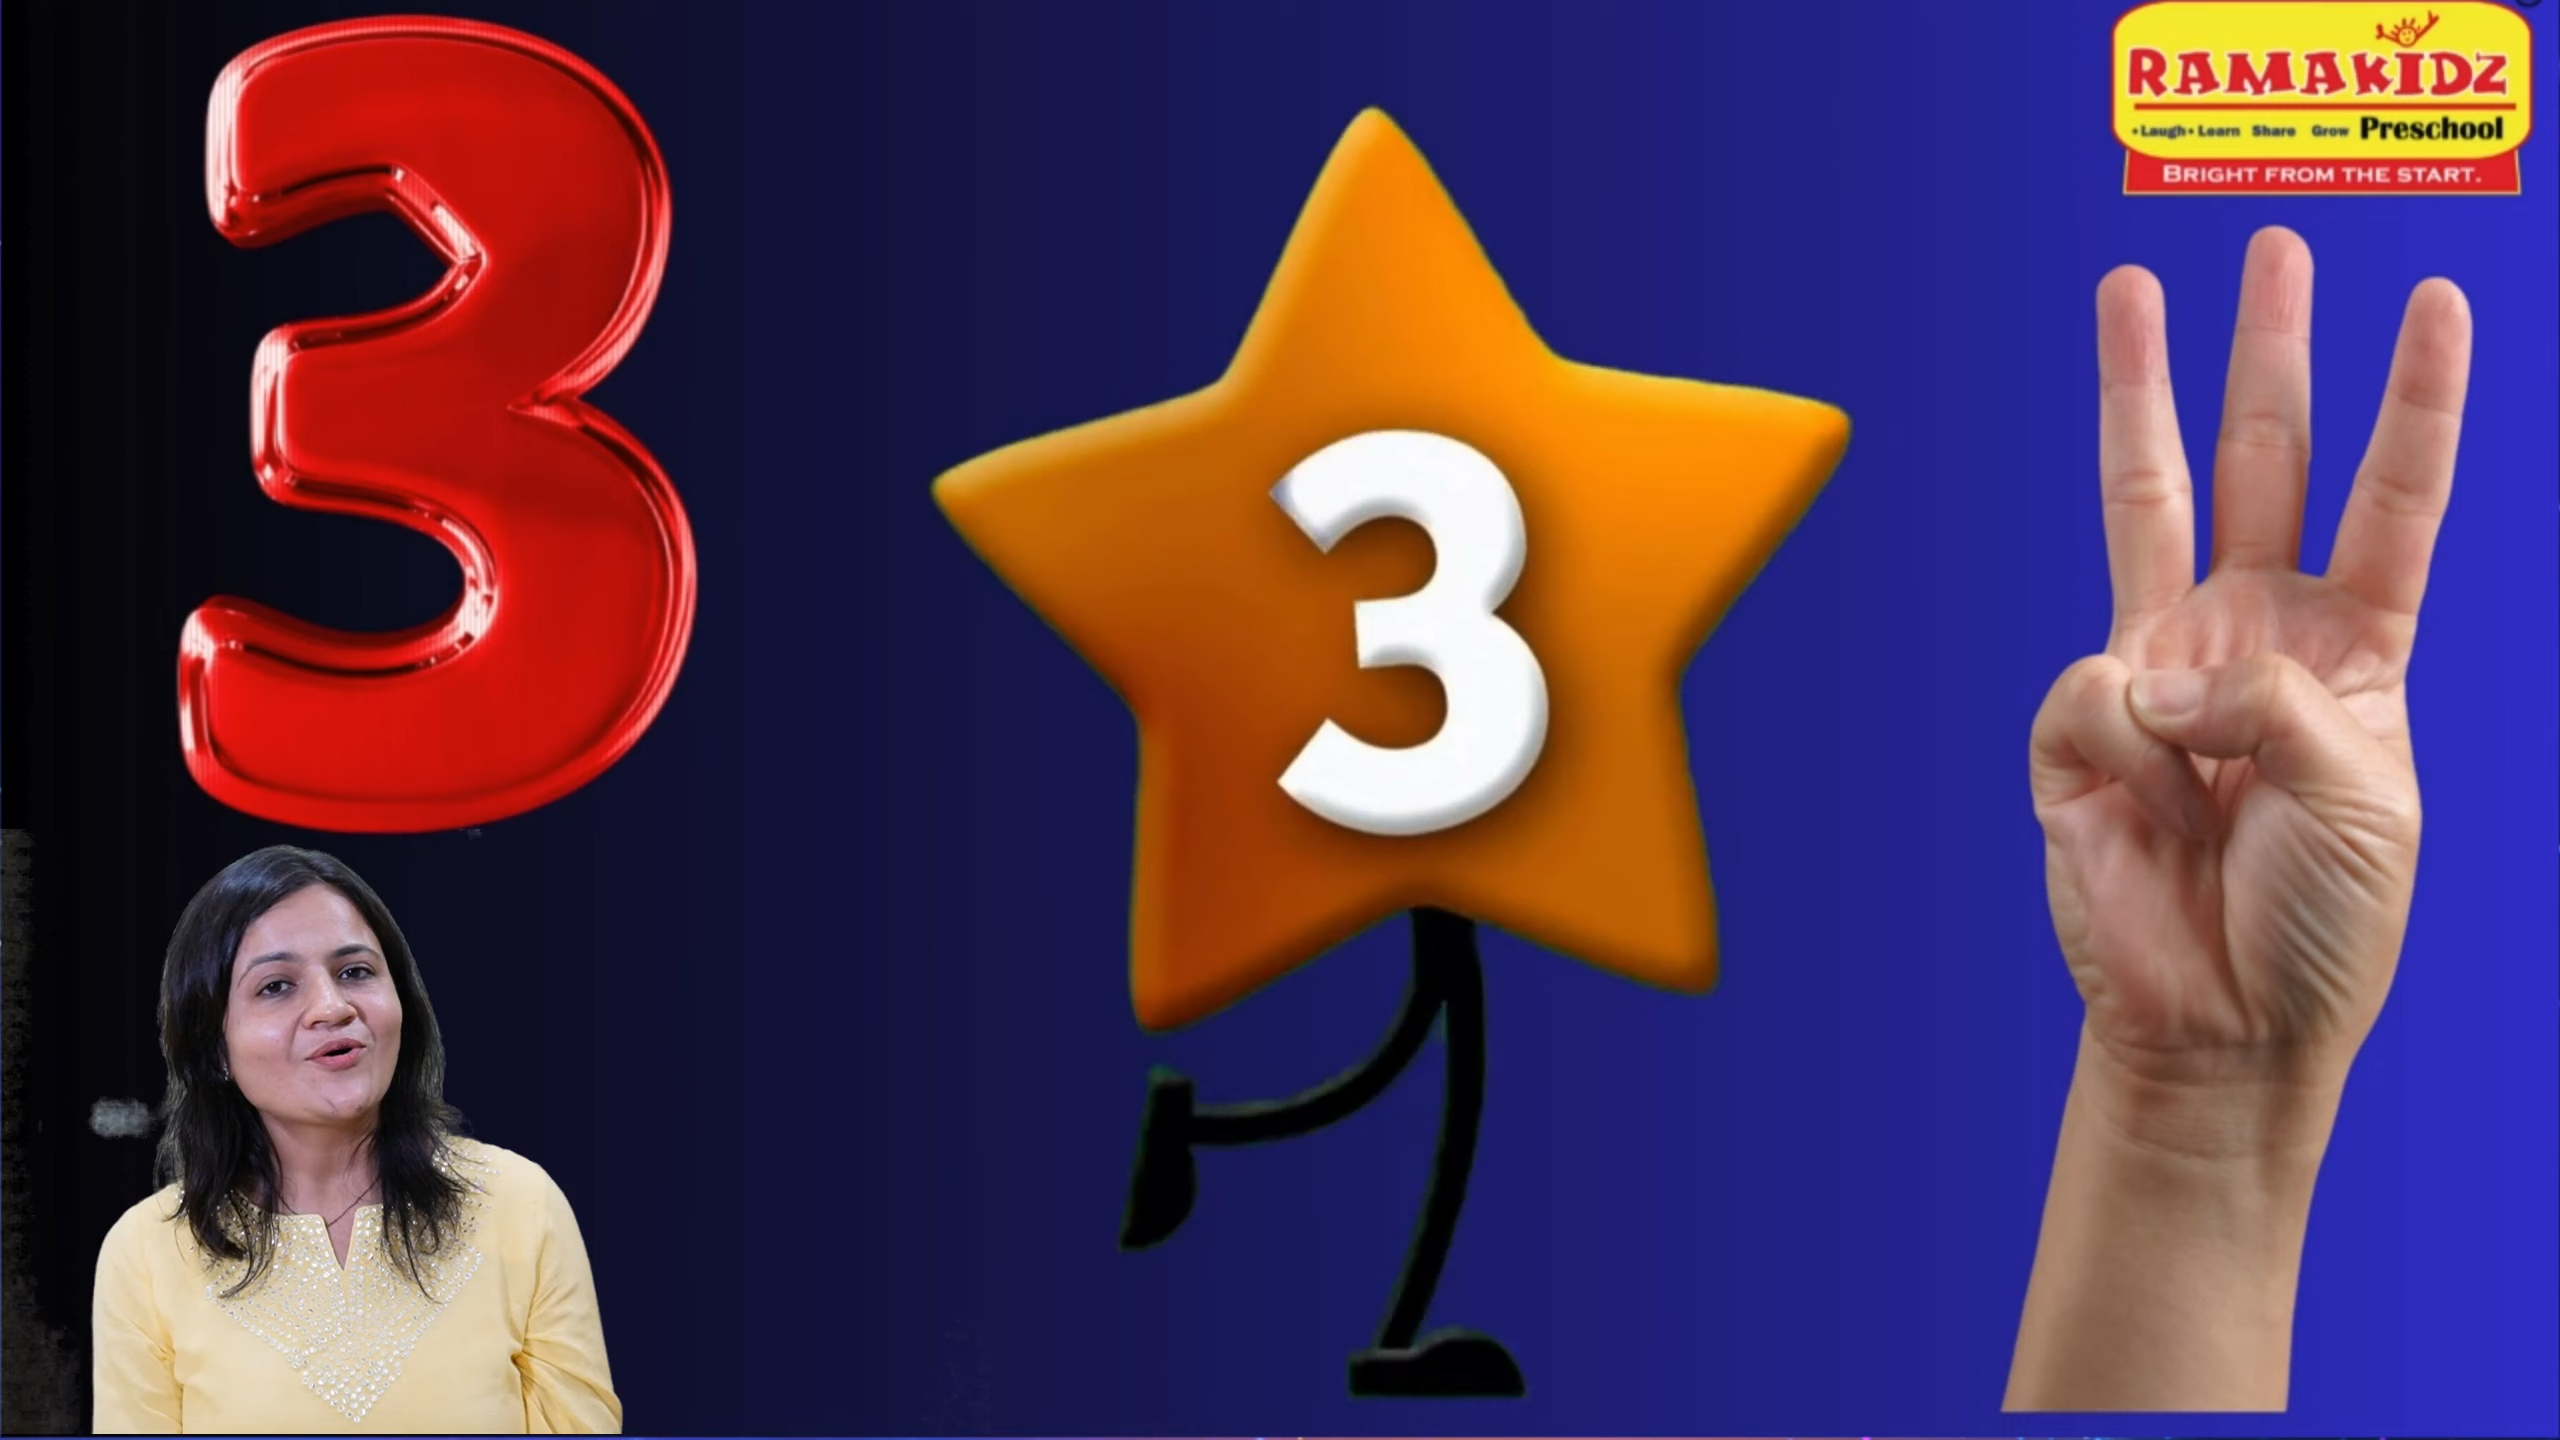 3
3
RAMAKIDZ
•Laugh•Learn Share Grow Preschool
BRIGHT FROM THE START.